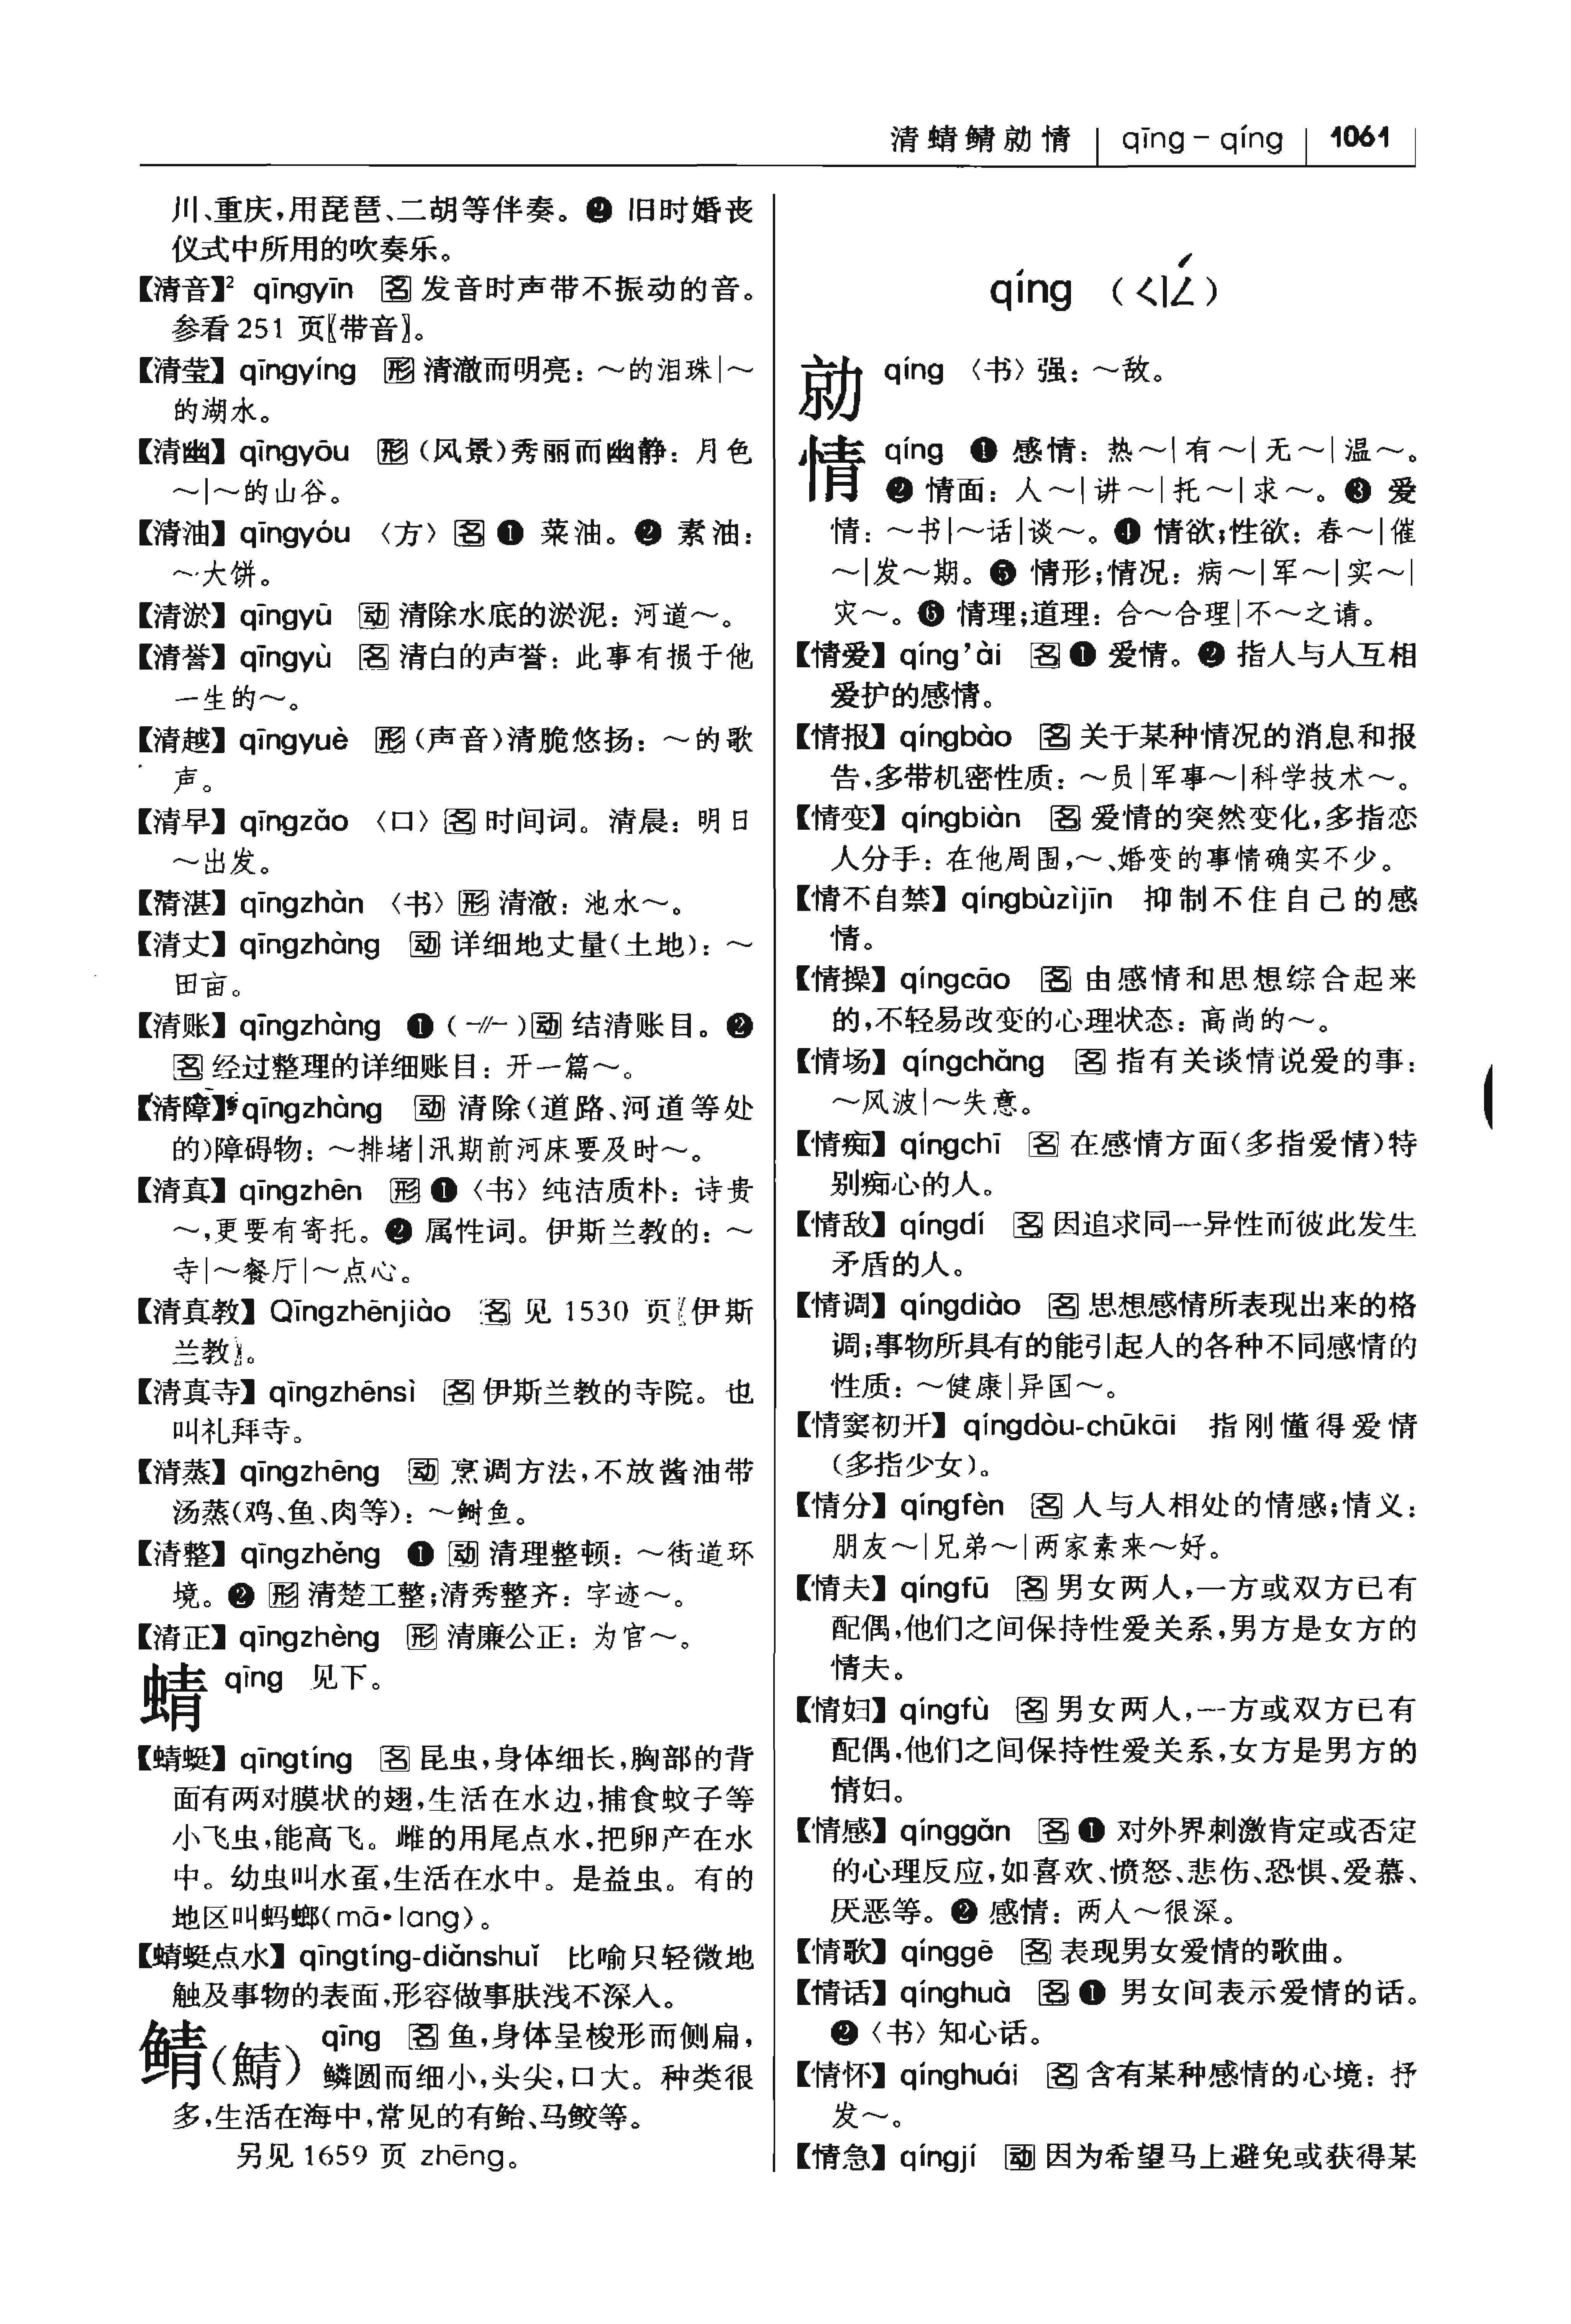 清蜻鲭勍情 qīng – qíng 1061
川、重庆,用琵琶、二胡等伴奏。❷ 旧时婚丧
仪式中所用的吹奏乐。
【清音】² qīngyīn 名 发音时声带不振动的音。
参看 251 页〖带音〗。
【清莹】 qīngyíng 形 清澈而明亮:～的泪珠|～
的湖水。
【清幽】 qīngyōu 形 (风景)秀丽而幽静:月色
～|～的山谷。
【清油】 qīngyóu 〈方〉名 ❶ 菜油。❷ 素油:
～大饼。
【清淤】 qīngyū 动 清除水底的淤泥:河道～。
【清誉】 qīngyù 名 清白的声誉:此事有损于他
一生的～。
【清越】 qīngyuè 形 (声音)清脆悠扬:～的歌
声。
【清早】 qīngzǎo 〈口〉名 时间词。清晨:明日
～出发。
【清湛】 qīngzhàn 〈书〉形 清澈:池水～。
【清丈】 qīngzhàng 动 详细地丈量(土地):～
田亩。
【清账】 qīngzhàng ❶ (-//-)动 结清账目。❷
名 经过整理的详细账目:开一篇～。
【清障】 qīngzhàng 动 清除(道路、河道等处
的)障碍物:～排堵|汛期前河床要及时～。
【清真】 qīngzhēn 形 ❶〈书〉纯洁质朴:诗贵
～,更要有寄托。❷ 属性词。伊斯兰教的:～
寺|～餐厅|～点心。
【清真教】 Qīngzhēnjiào 名 见 1530 页〖伊斯
兰教〗。
【清真寺】 qīngzhēnsì 名 伊斯兰教的寺院。也
叫礼拜寺。
【清蒸】 qīngzhēng 动 烹调方法,不放酱油带
汤蒸(鸡、鱼、肉等):～鲥鱼。
【清整】 qīngzhěng ❶ 动 清理整顿:～街道环
境。❷ 形 清楚工整;清秀整齐:字迹～。
【清正】 qīngzhèng 形 清廉公正:为官～。
蜻 qīng 见下。
【蜻蜓】 qīngtíng 名 昆虫,身体细长,胸部的背
面有两对膜状的翅,生活在水边,捕食蚊子等
小飞虫,能高飞。雌的用尾点水,把卵产在水
中。幼虫叫水虿,生活在水中。是益虫。有的
地区叫蚂螂(mā•lang)。
【蜻蜓点水】 qīngtíng-diǎnshuǐ 比喻只轻微地
触及事物的表面,形容做事肤浅不深入。
鲭(鯖) qīng 名 鱼,身体呈梭形而侧扁,
鳞圆而细小,头尖,口大。种类很
多,生活在海中,常见的有鲐、马鲛等。
另见 1659 页 zhēng。
qíng (ㄑㄧㄥˊ)
勍 qíng 〈书〉强:～敌。
情 qíng ❶ 感情:热～|有～|无～|温～。
❷ 情面:人～|讲～|托～|求～。❸ 爱
情:～书|～话|谈～。❹ 情欲;性欲:春～|催
～|发～期。❺ 情形;情况:病～|军～|实～|
灾～。❻ 情理;道理:合～合理|不～之请。
【情爱】 qíng’ài 名 ❶ 爱情。❷ 指人与人互相
爱护的感情。
【情报】 qíngbào 名 关于某种情况的消息和报
告,多带机密性质:～员|军事～|科学技术～。
【情变】 qíngbiàn 名 爱情的突然变化,多指恋
人分手:在他周围,～、婚变的事情确实不少。
【情不自禁】 qíngbùzìjīn 抑制不住自己的感
情。
【情操】 qíngcāo 名 由感情和思想综合起来
的,不轻易改变的心理状态:高尚的～。
【情场】 qíngchǎng 名 指有关谈情说爱的事:
～风波|～失意。
【情痴】 qíngchī 名 在感情方面(多指爱情)特
别痴心的人。
【情敌】 qíngdí 名 因追求同一异性而彼此发生
矛盾的人。
【情调】 qíngdiào 名 思想感情所表现出来的格
调;事物所具有的能引起人的各种不同感情的
性质:～健康|异国～。
【情窦初开】 qíngdòu-chūkāi 指刚懂得爱情
(多指少女)。
【情分】 qíngfèn 名 人与人相处的情感;情义:
朋友～|兄弟～|两家素来～好。
【情夫】 qíngfū 名 男女两人,一方或双方已有
配偶,他们之间保持性爱关系,男方是女方的
情夫。
【情妇】 qíngfù 名 男女两人,一方或双方已有
配偶,他们之间保持性爱关系,女方是男方的
情妇。
【情感】 qínggǎn 名 ❶ 对外界刺激肯定或否定
的心理反应,如喜欢、愤怒、悲伤、恐惧、爱慕、
厌恶等。❷ 感情:两人～很深。
【情歌】 qínggē 名 表现男女爱情的歌曲。
【情话】 qínghuà 名 ❶ 男女间表示爱情的话。
❷〈书〉知心话。
【情怀】 qínghuái 名 含有某种感情的心境:抒
发～。
【情急】 qíngjí 动 因为希望马上避免或获得某